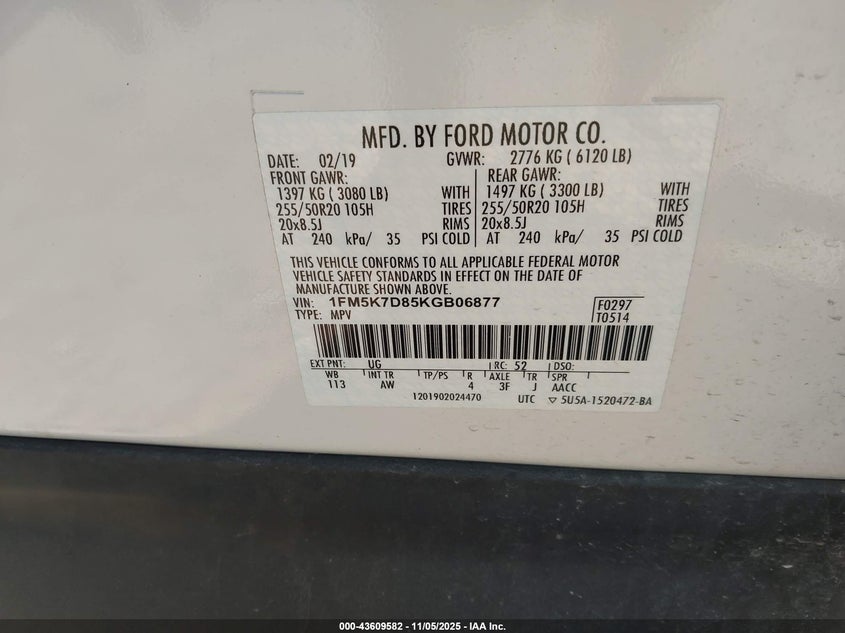 MFD. BY FORD MOTOR CO.
DATE: 02/19 GVWR: 2776 KG ( 6120 LB)
FRONT GAWR: REAR GAWR:
1397 KG ( 3080 LB) WITH 1497 KG ( 3300 LB) WITH
255/50R20 105H TIRES 255/50R20 105H TIRES
20x8.5J RIMS 20x8.5J RIMS
AT 240 kPa/ 35 PSI COLD AT 240 kPa/ 35 PSI COLD
THIS VEHICLE CONFORMS TO ALL APPLICABLE FEDERAL MOTOR
VEHICLE SAFETY STANDARDS IN EFFECT ON THE DATE OF
MANUFACTURE SHOWN ABOVE.
VIN: 1FM5K7D85KGB06877 F0297
TYPE: MPV T0514
EXT PNT: UG RC: 52 DSO:
WB INT TR TP/PS R AXLE TR SPR
113 AW 4 3F J AACC
1201902024470 UTC ▽ 5U5A-1520472-BA
000-43609582 - 11/05/2025 - IAA Inc.